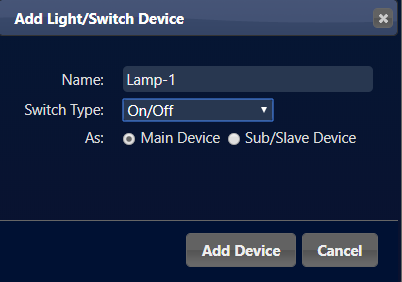 Add Light/Switch Device
Name: Lamp-1
Switch Type: On/Off
As: Main Device Sub/Slave Device
Add Device Cancel